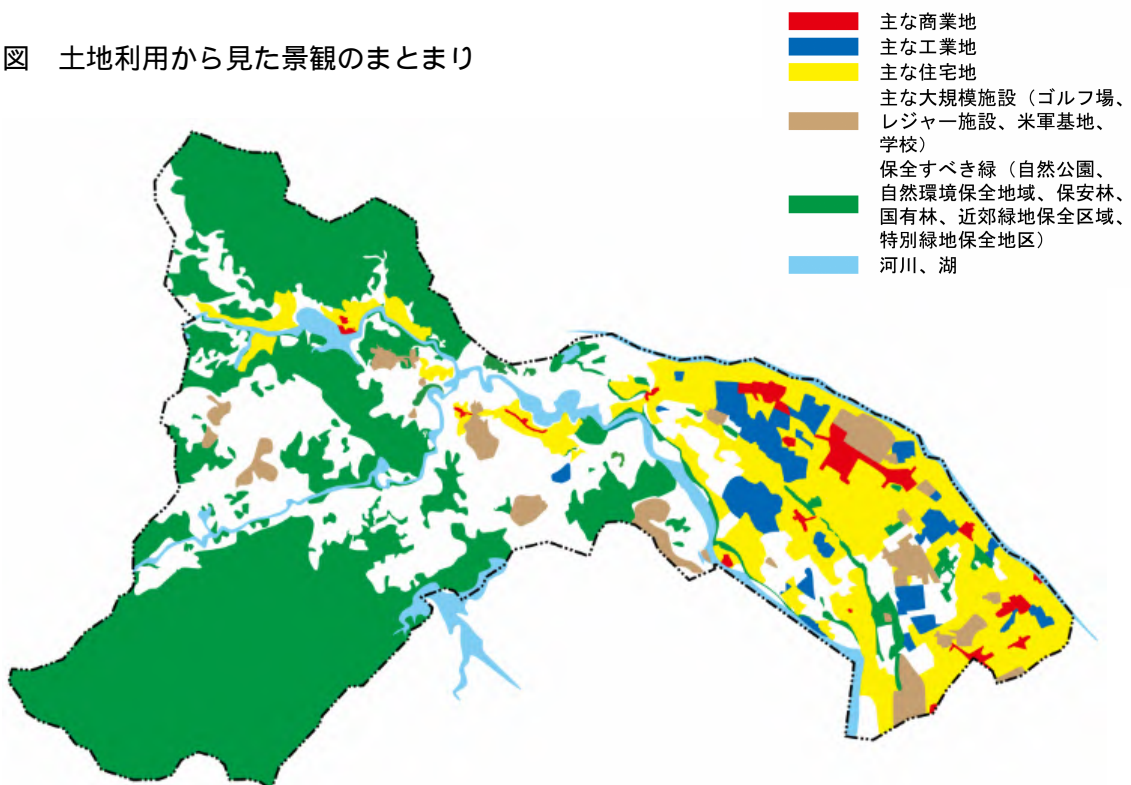 図　土地利用から見た景観のまとまり
主な商業地
主な工業地
主な住宅地
主な大規模施設（ゴルフ場、
レジャー施設、米軍基地、
学校）
保全すべき緑（自然公園、
自然環境保全地域、保安林、
国有林、近郊緑地保全区域、
特別緑地保全地区）
河川、湖